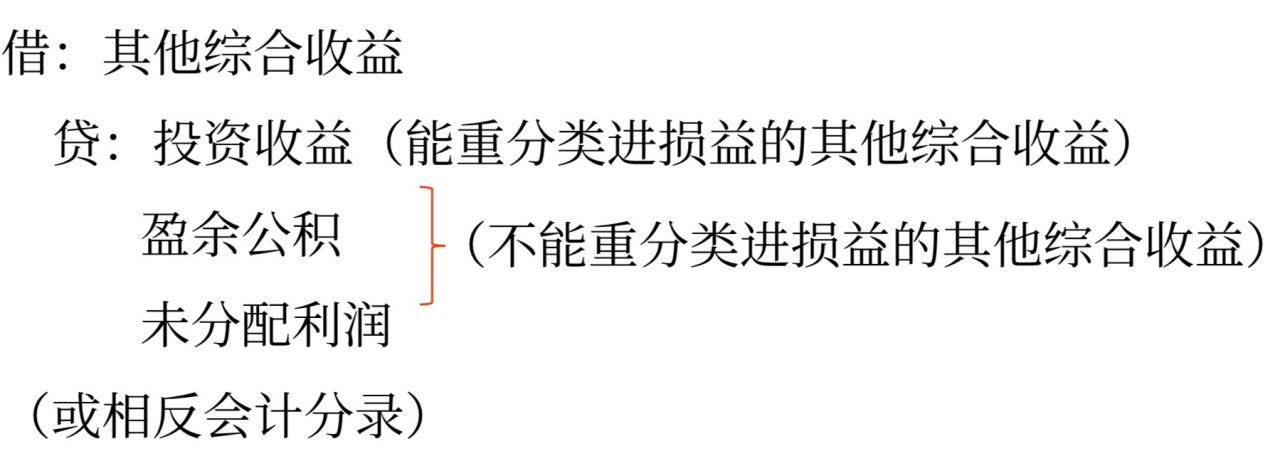 借：其他综合收益
贷：投资收益（能重分类进损益的其他综合收益）
盈余公积
（不能重分类进损益的其他综合收益）
未分配利润
（或相反会计分录）